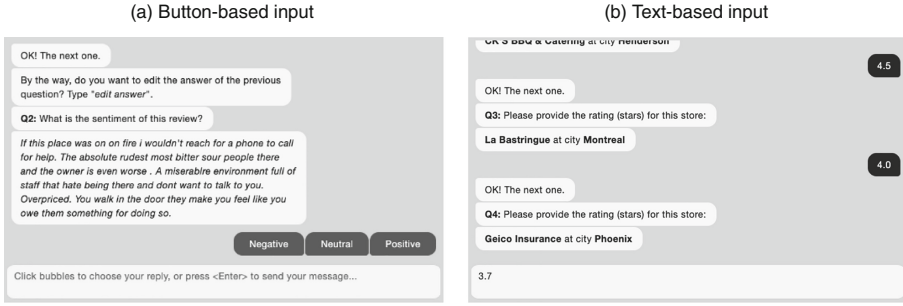 (a) Button-based input
OK! The next one.
By the way, do you want to edit the answer of the previous
question? Type "edit answer".
Q2: What is the sentiment of this review?
If this place was on on fire i wouldn't reach for a phone to call
for help. The absolute rudest most bitter sour people there
and the owner is even worse . A miserablre environment full of
staff that hate being there and dont want to talk to you.
Overpriced. You walk in the door they make you feel like you
owe them something for doing so.
Negative Neutral Positive
Click bubbles to choose your reply, or press <Enter> to send your message...
(b) Text-based input
CK'S BBQ & Catering at city Henderson
4.5
OK! The next one.
Q3: Please provide the rating (stars) for this store:
La Bastringue at city Montreal
4.0
OK! The next one.
Q4: Please provide the rating (stars) for this store:
Geico Insurance at city Phoenix
3.7